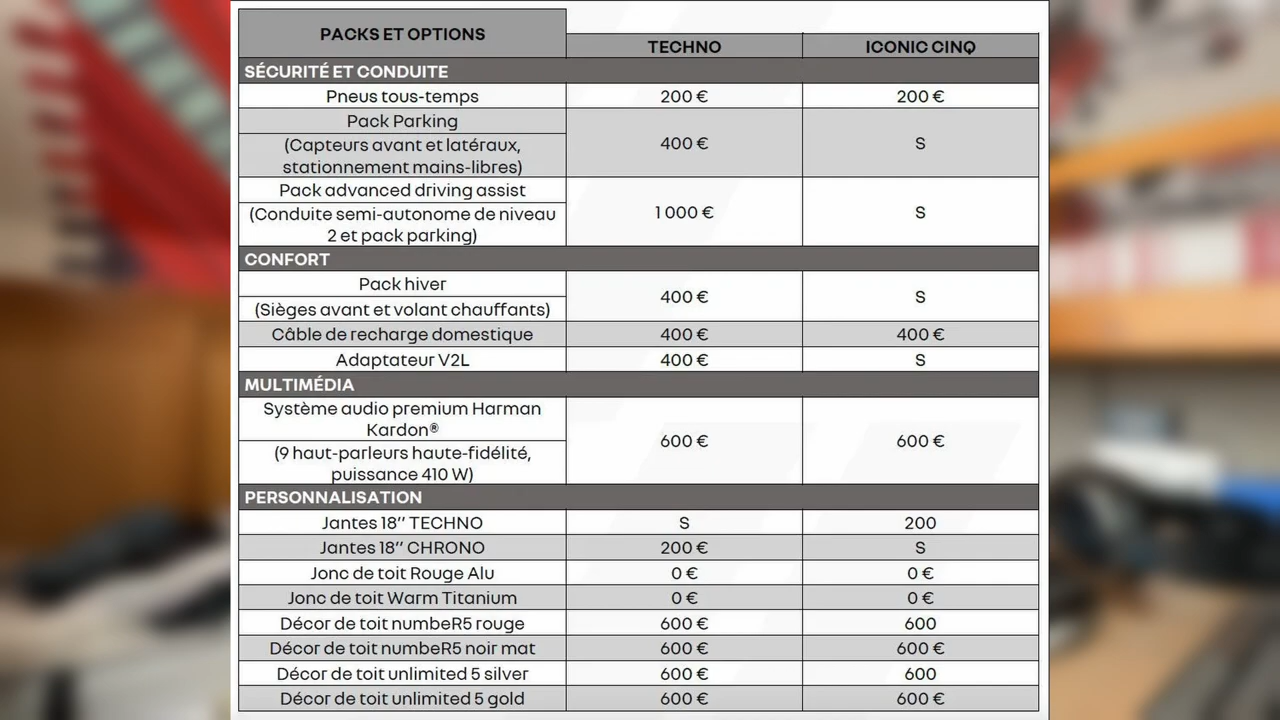 PACKS ET OPTIONS
TECHNO ICONIC CINQ
SÉCURITÉ ET CONDUITE
Pneus tous-temps 200 € 200 €
Pack Parking
(Capteurs avant et latéraux,
stationnement mains-libres)
400 € S
Pack advanced driving assist
(Conduite semi-autonome de niveau
2 et pack parking)
1 000 € S
CONFORT
Pack hiver
(Sièges avant et volant chauffants)
400 € S
Câble de recharge domestique 400 € 400 €
Adaptateur V2L 400 € S
MULTIMÉDIA
Système audio premium Harman
Kardon®
(9 haut-parleurs haute-fidélité,
puissance 410 W)
600 € 600 €
PERSONNALISATION
Jantes 18’’ TECHNO S 200
Jantes 18’’ CHRONO 200 € S
Jonc de toit Rouge Alu 0 € 0 €
Jonc de toit Warm Titanium 0 € 0 €
Décor de toit numbeR5 rouge 600 € 600
Décor de toit numbeR5 noir mat 600 € 600 €
Décor de toit unlimited 5 silver 600 € 600
Décor de toit unlimited 5 gold 600 € 600 €